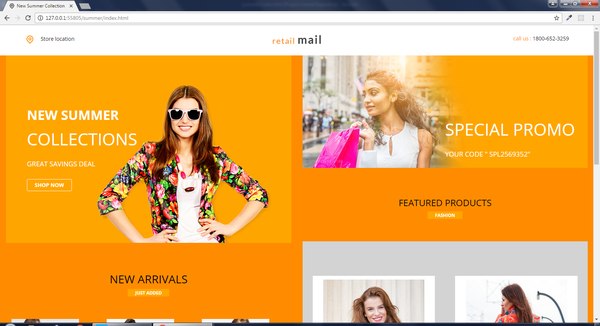 New Summer Collection
127.0.0.1:55805/summer/index.html
Store location
retail mail
call us : 1800-652-3259
NEW SUMMER
COLLECTIONS
GREAT SAVINGS DEAL
SHOP NOW
SPECIAL PROMO
YOUR CODE " SPL2569352"
FEATURED PRODUCTS
FASHION
NEW ARRIVALS
JUST ADDED